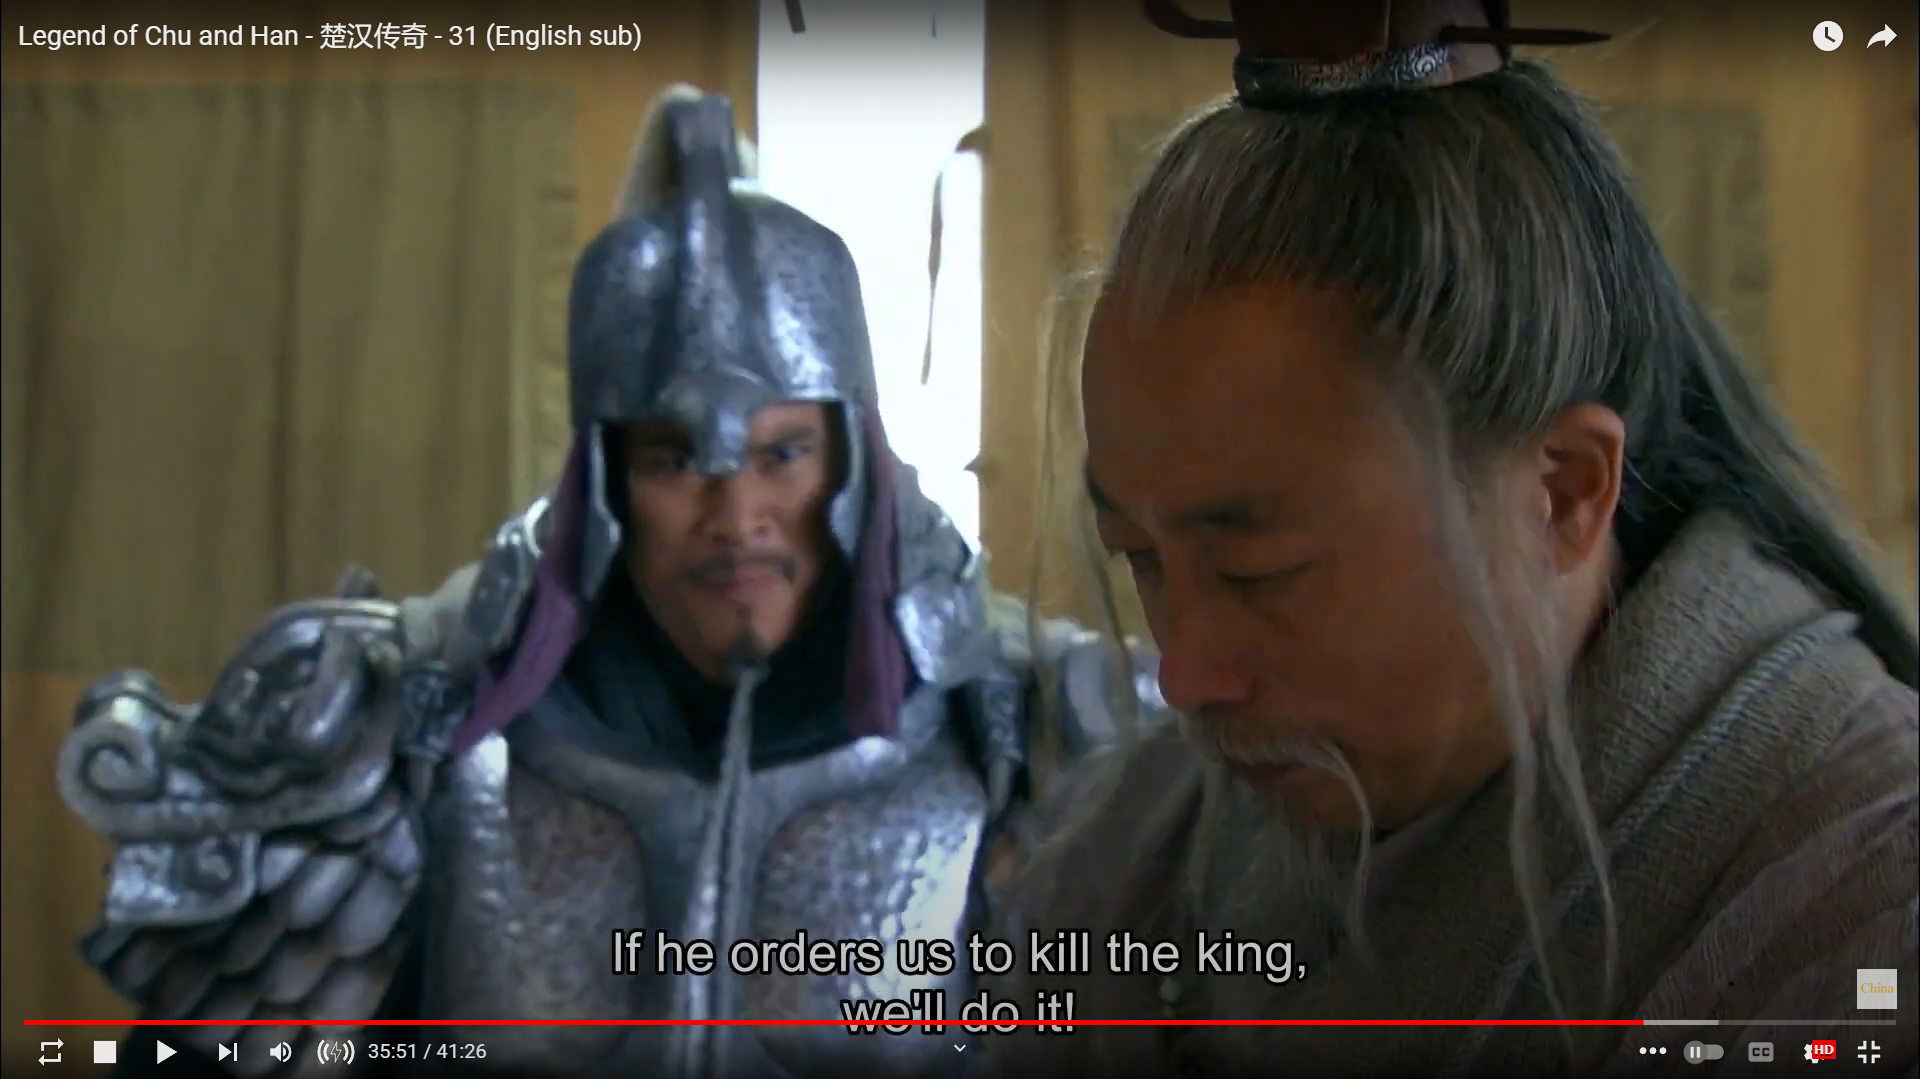 Legend of Chu and Han - 楚汉传奇 - 31 (English sub)
If he orders us to kill the king,
we'll do it!
China
35:51 / 41:26
CC
HD